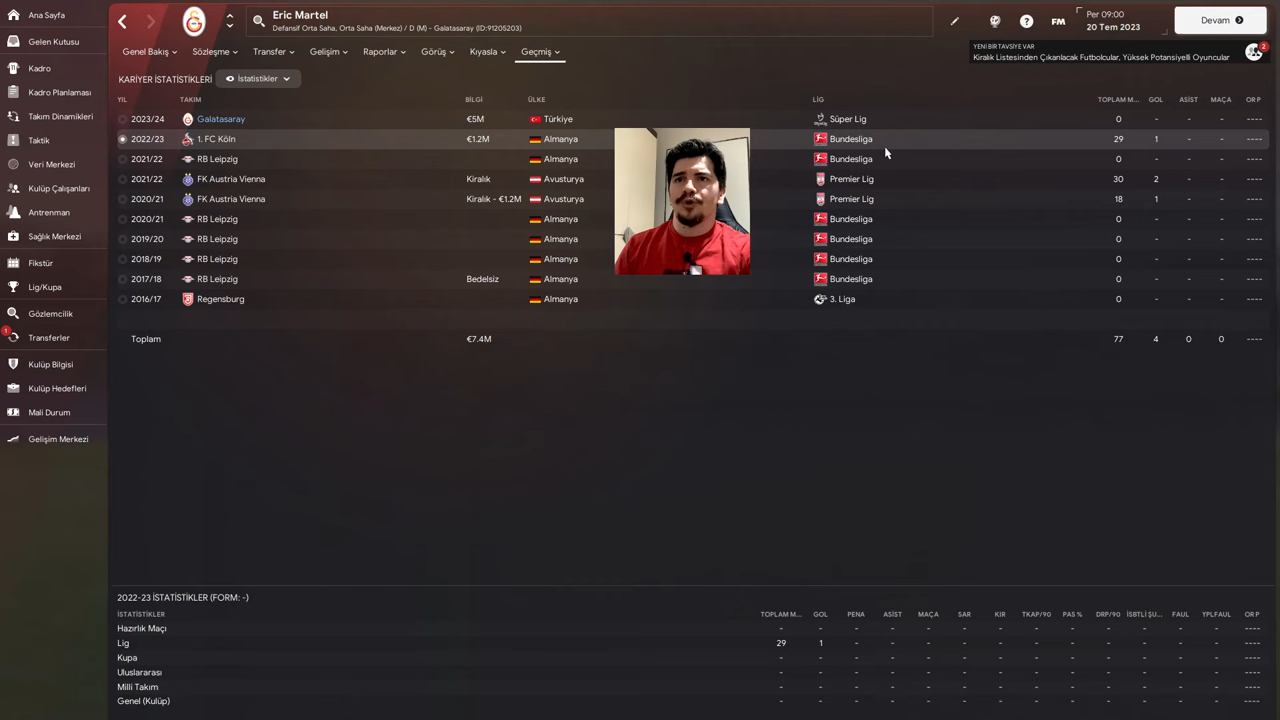 Ana Sayfa
Gelen Kutusu
Kadro
Kadro Planlaması
Takım Dinamikleri
Taktik
Veri Merkezi
Kulüp Çalışanları
Antrenman
Sağlık Merkezi
Fikstür
Lig/Kupa
Gözlemcilik
1
Transferler
Kulüp Bilgisi
Kulüp Hedefleri
Mali Durum
Gelişim Merkezi
Eric Martel
Defansif Orta Saha, Orta Saha (Merkez) / D (M) - Galatasaray (ID:91205203)
FM
Per 09:00
20 Tem 2023
Devam
Genel Bakış
Sözleşme
Transfer
Gelişim
Raporlar
Görüş
Kıyasla
Geçmiş
YENİ BİR TAVSİYE VAR
Kiralık Listesinden Çıkarılacak Futbolcular, Yüksek Potansiyelli Oyuncular
2
KARİYER İSTATİSTİKLERİ
İstatistikler
YIL TAKIM BİLGİ ÜLKE LİG TOPLAM M... GOL ASİST MAÇA OR P
2023/24 Galatasaray €5M Türkiye Süper Lig 0 - - - ----
2022/23 1. FC Köln €1.2M Almanya Bundesliga 29 1 - - ----
2021/22 RB Leipzig Almanya Bundesliga 0 - - - ----
2021/22 FK Austria Vienna Kiralık Avusturya Premier Lig 30 2 - - ----
2020/21 FK Austria Vienna Kiralık - €1.2M Avusturya Premier Lig 18 1 - - ----
2020/21 RB Leipzig Almanya Bundesliga 0 - - - ----
2019/20 RB Leipzig Almanya Bundesliga 0 - - - ----
2018/19 RB Leipzig Almanya Bundesliga 0 - - - ----
2017/18 RB Leipzig Bedelsiz Almanya Bundesliga 0 - - - ----
2016/17 Regensburg Almanya 3. Liga 0 - - - ----
Toplam €7.4M 77 4 0 0 ----
2022-23 İSTATİSTİKLER (FORM: -)
İSTATİSTİKLER TOPLAM M... GOL PENA ASİST MAÇA SAR KIR TKAP/90 PAS % DRP/90 İSBTLİ ŞU... FAUL YPLFAUL OR P
Hazırlık Maçı - - - - - - - - - - - - - ----
Lig 29 1 - - - - - - - - - - - ----
Kupa - - - - - - - - - - - - - ----
Uluslararası - - - - - - - - - - - - - ----
Milli Takım - - - - - - - - - - - - - ----
Genel (Kulüp) - - - - - - - - - - - - - ----